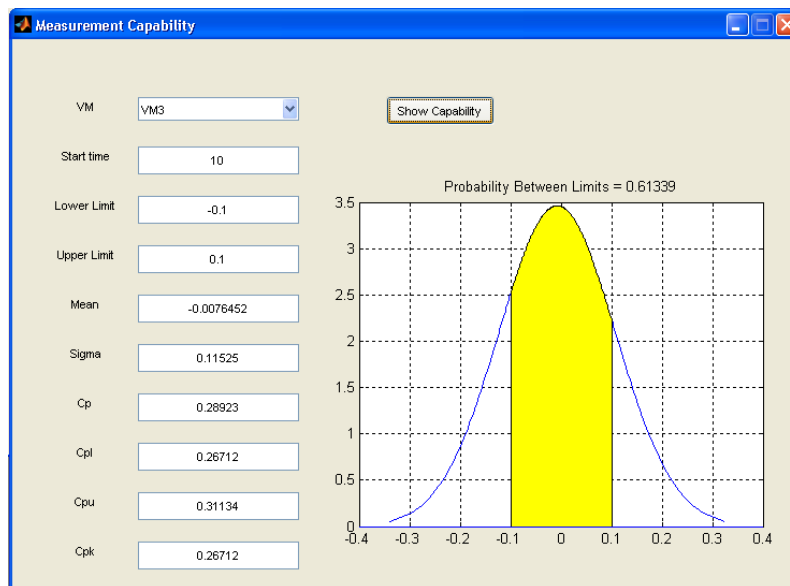 Measurement Capability
VM
VM3
Show Capability
Start time
10
Lower Limit
-0.1
Upper Limit
0.1
Mean
-0.0076452
Sigma
0.11525
Cp
0.28923
Cpl
0.26712
Cpu
0.31134
Cpk
0.26712
Probability Between Limits = 0.61339
3.5
3
2.5
2
1.5
1
0.5
0
-0.4 -0.3 -0.2 -0.1 0 0.1 0.2 0.3 0.4